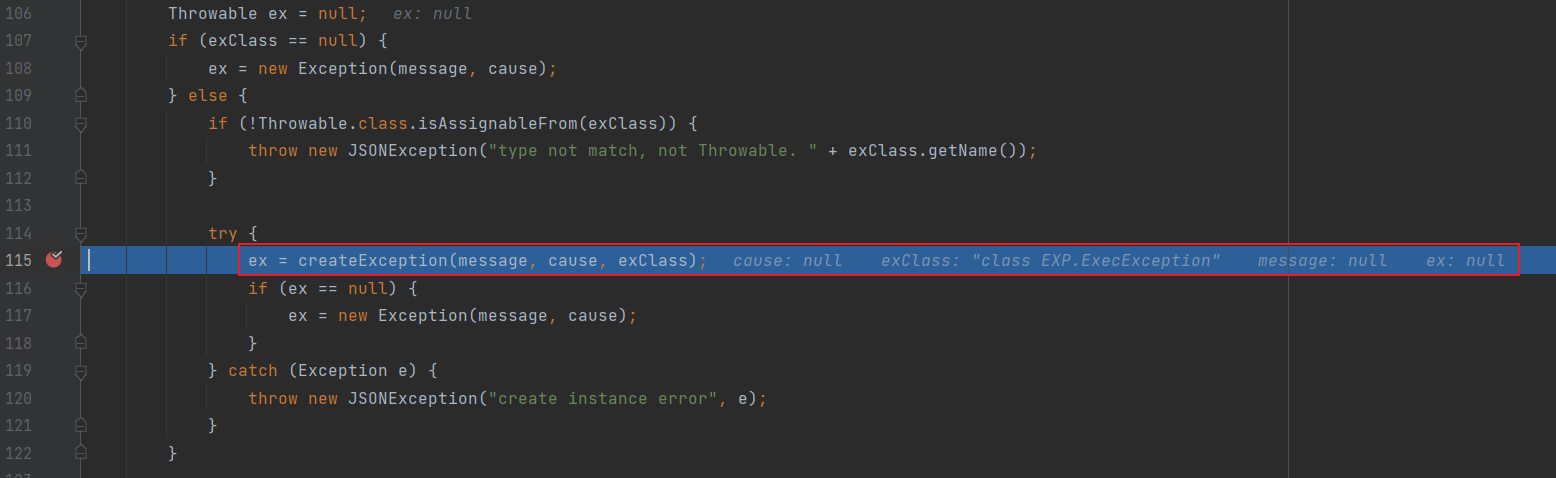 106 Throwable ex = null; ex: null
107 if (exClass == null) {
108 ex = new Exception(message, cause);
109 } else {
110 if (!Throwable.class.isAssignableFrom(exClass)) {
111 throw new JSONException("type not match, not Throwable. " + exClass.getName());
112 }
113
114 try {
115 ex = createException(message, cause, exClass); cause: null exClass: "class EXP.ExecException" message: null ex: null
116 if (ex == null) {
117 ex = new Exception(message, cause);
118 }
119 } catch (Exception e) {
120 throw new JSONException("create instance error", e);
121 }
122 }